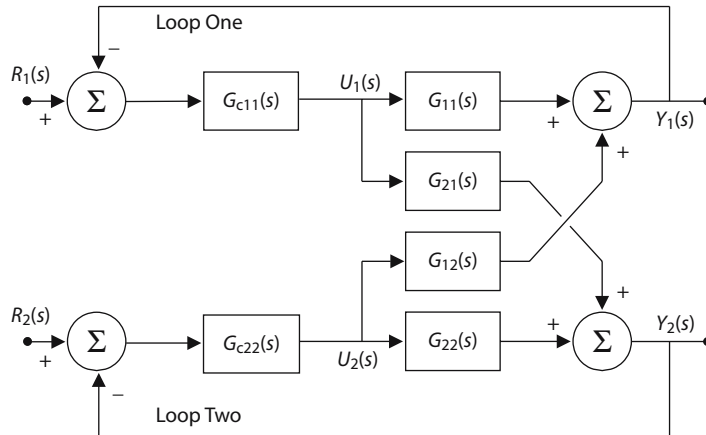 Loop One
−
R1(s)
+
Σ
Gc11(s)
U1(s)
G11(s)
+
Σ
+
Y1(s)
G21(s)
G12(s)
R2(s)
+
Σ
−
Gc22(s)
U2(s)
G22(s)
+
+
Σ
Y2(s)
Loop Two